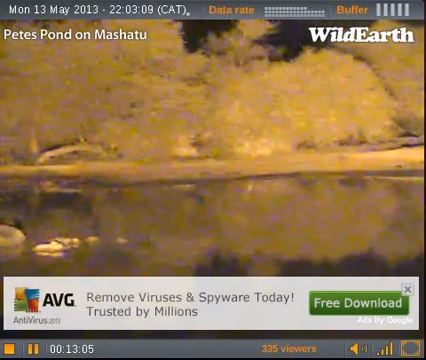 Mon 13 May 2013 - 22:03:09 (CAT)
Data rate
Buffer
Petes Pond on Mashatu
WildEarth
AVG
AntiVirus 2013
Remove Viruses & Spyware Today!
Trusted by Millions
Free Download
Ads by Google
00:13:05
335 viewers